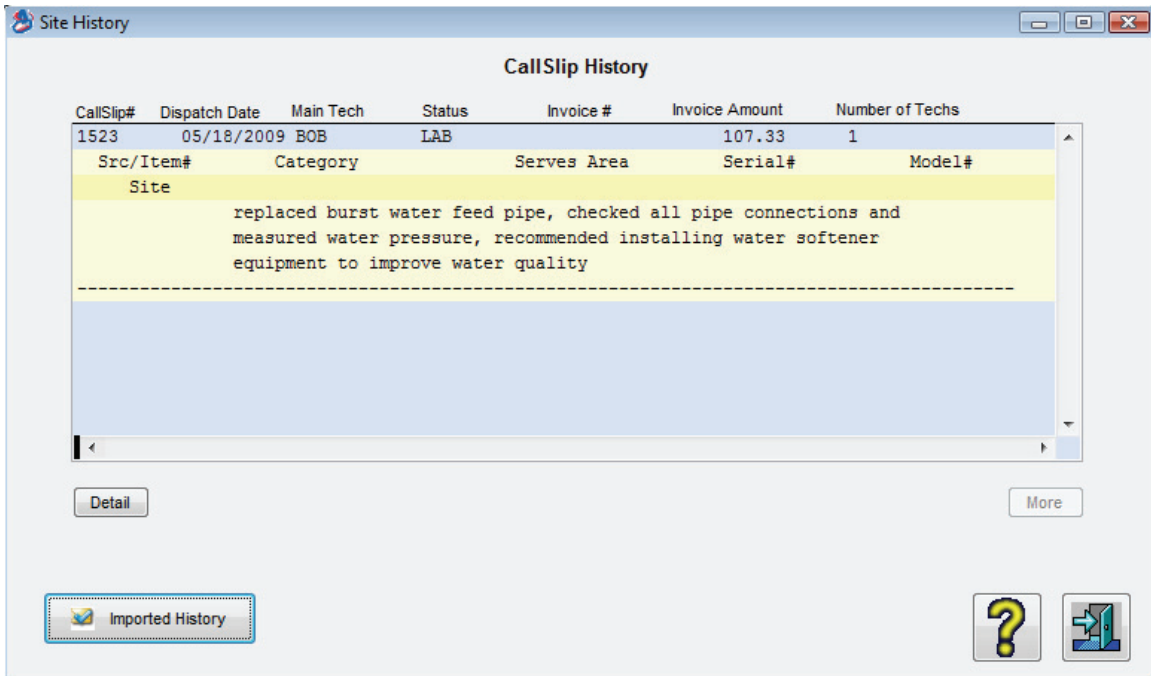 Site History
CallSlip History
CallSlip# Dispatch Date Main Tech Status Invoice # Invoice Amount Number of Techs
1523 05/18/2009 BOB LAB 107.33 1
Src/Item# Category Serves Area Serial# Model#
Site
replaced burst water feed pipe, checked all pipe connections and
measured water pressure, recommended installing water softener
equipment to improve water quality
------------------------------------------------------------------------------------------
Detail More
Imported History
?